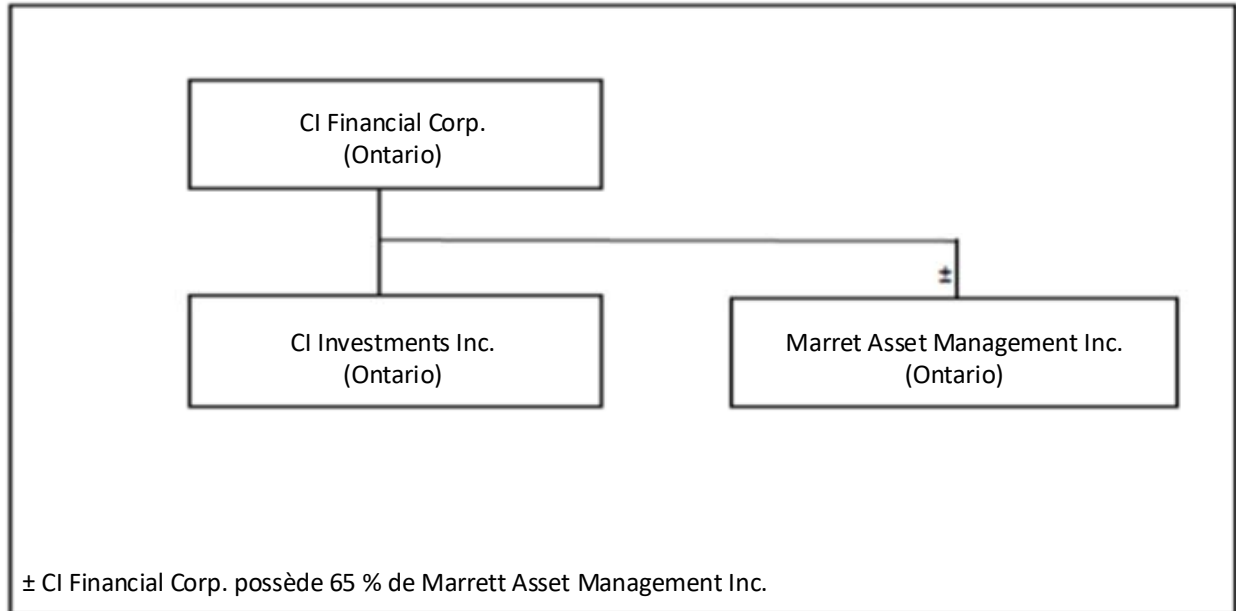 CI Financial Corp.
(Ontario)
CI Investments Inc.
(Ontario)
±
Marret Asset Management Inc.
(Ontario)
± CI Financial Corp. possède 65 % de Marrett Asset Management Inc.